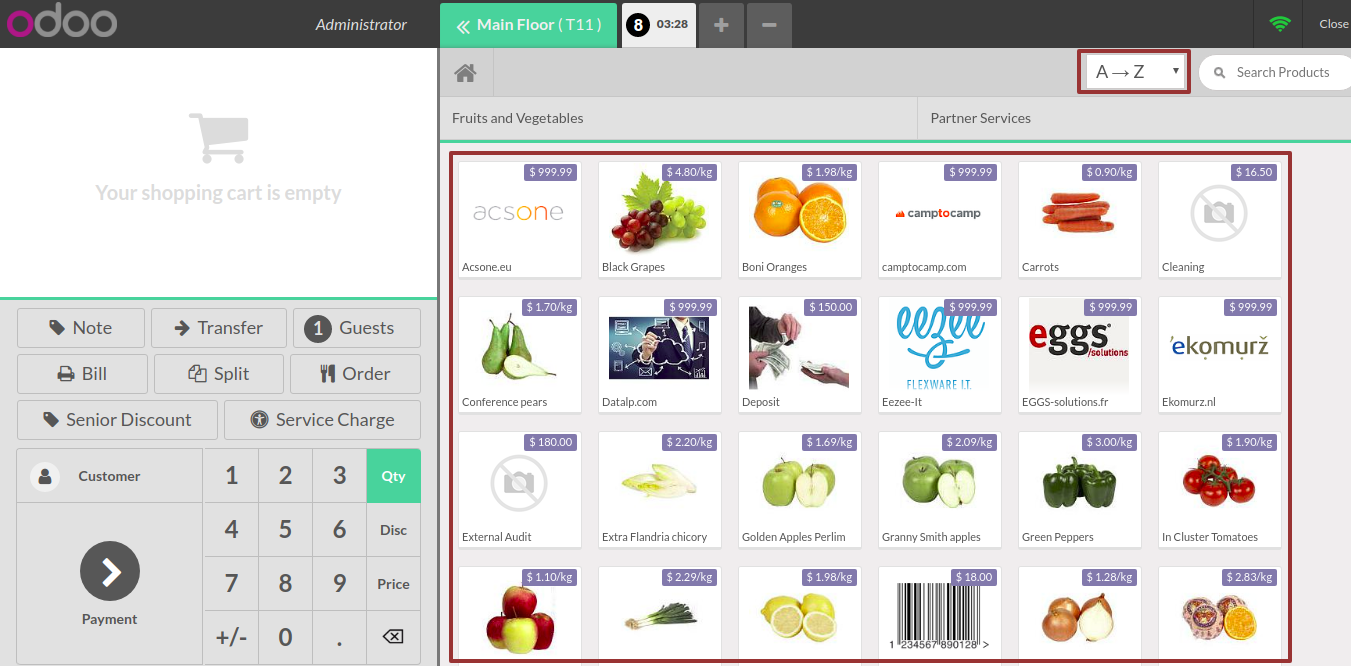 odoo
Administrator
Main Floor ( T11 )
8 03:28
+
−
Close
A → Z
Search Products
Fruits and Vegetables
Partner Services
Your shopping cart is empty
$ 999.99
$ 4.80/kg
$ 1.98/kg
$ 999.99
$ 0.90/kg
$ 16.50
acsone
camptocamp
Acsone.eu
Black Grapes
Boni Oranges
camptocamp.com
Carrots
Cleaning
$ 1.70/kg
$ 999.99
$ 150.00
$ 999.99
$ 999.99
$ 999.99
eezee
FLEXWARE I.T.
eggs
/solutions
'ekomurž
Conference pears
Datalp.com
Deposit
Eezee-It
EGGS-solutions.fr
Ekomurz.nl
$ 180.00
$ 2.20/kg
$ 1.69/kg
$ 2.09/kg
$ 3.00/kg
$ 1.90/kg
External Audit
Extra Flandria chicory
Golden Apples Perlim
Granny Smith apples
Green Peppers
In Cluster Tomatoes
$ 1.10/kg
$ 2.29/kg
$ 1.98/kg
$ 18.00
$ 1.28/kg
$ 2.83/kg
1 234567 890128 >
Note
Transfer
1 Guests
Bill
Split
Order
Senior Discount
Service Charge
Customer
Payment
1 2 3 Qty
4 5 6 Disc
7 8 9 Price
+/- 0 .